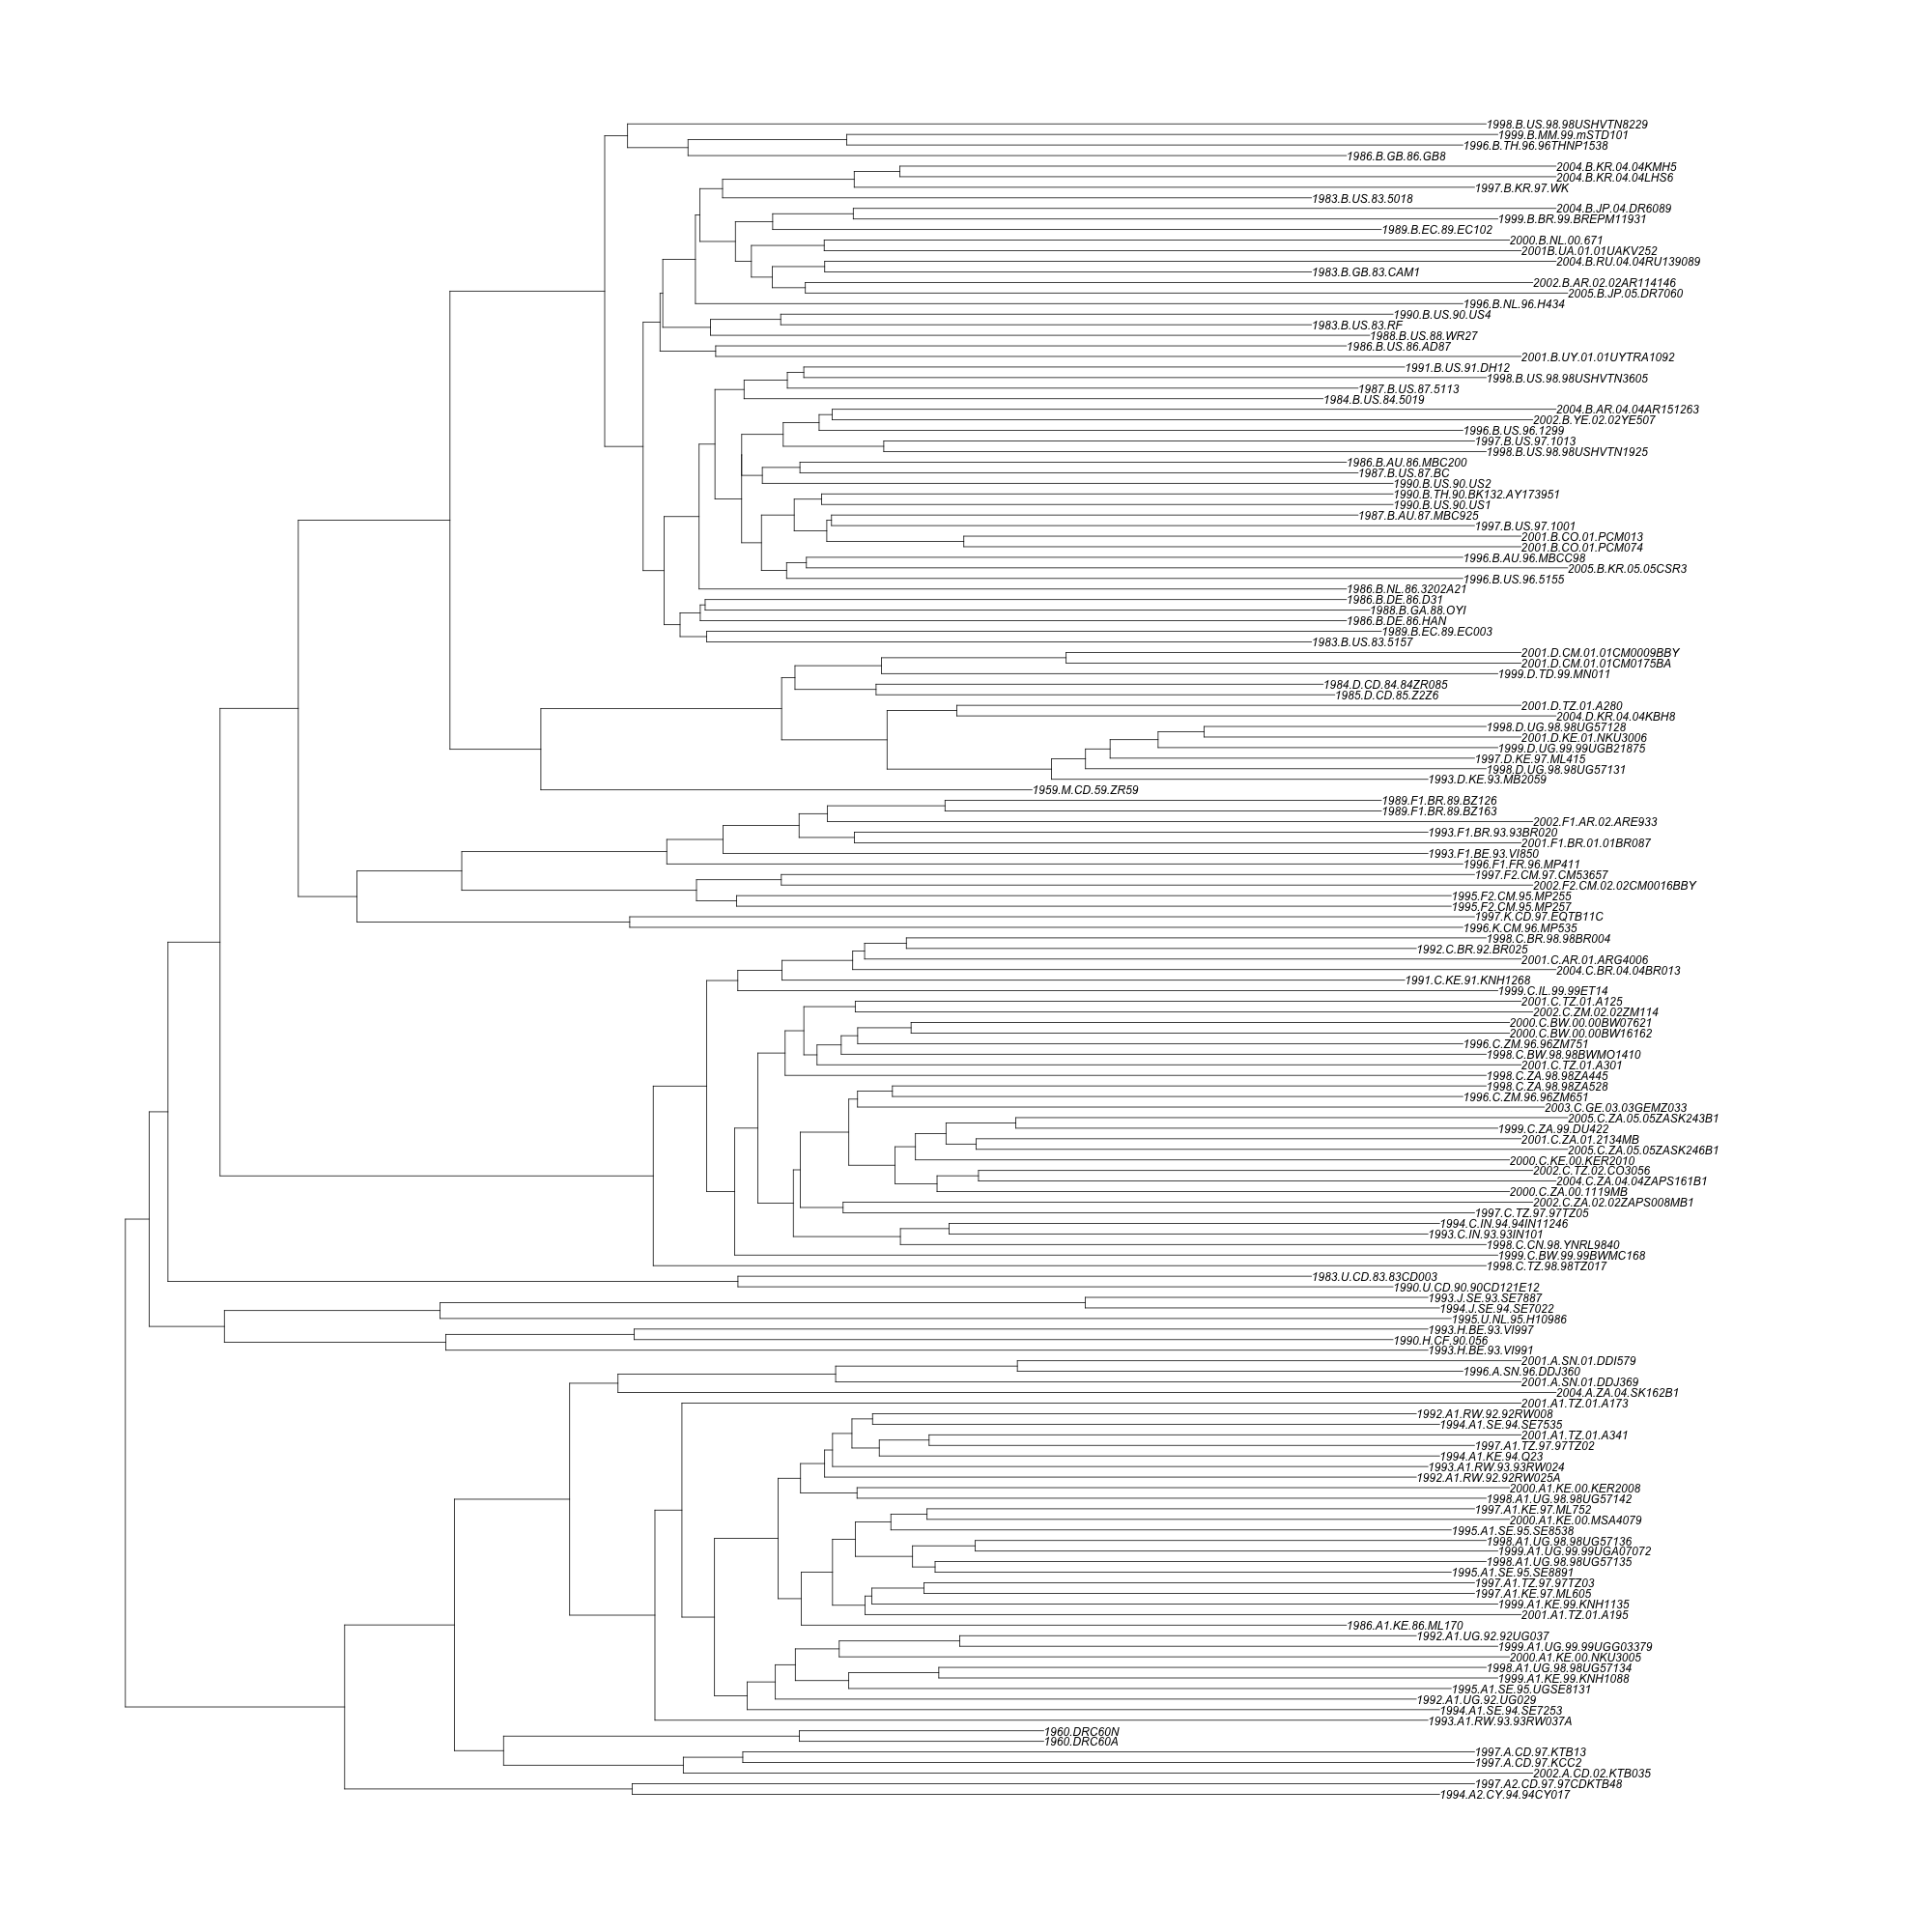 1998.B.US.98.98USHVTN8229
1999.B.MM.99.mSTD101
1996.B.TH.96.96THNP1538
1986.B.GB.86.GB8
2004.B.KR.04.04KMH5
2004.B.KR.04.04LHS6
1997.B.KR.97.WK
1983.B.US.83.5018
2004.B.JP.04.DR6089
1999.B.BR.99.BREPM11931
1989.B.EC.89.EC102
2000.B.NL.00.671
2001B.UA.01.01UAKV252
2004.B.RU.04.04RU139089
1983.B.GB.83.CAM1
2002.B.AR.02.02AR114146
2005.B.JP.05.DR7060
1996.B.NL.96.H434
1990.B.US.90.US4
1983.B.US.83.RF
1988.B.US.88.WR27
1986.B.US.86.AD87
2001.B.UY.01.01UYTRA1092
1991.B.US.91.DH12
1998.B.US.98.98USHVTN3605
1987.B.US.87.5113
1984.B.US.84.5019
2004.B.AR.04.04AR151263
2002.B.YE.02.02YE507
1996.B.US.96.1299
1997.B.US.97.1013
1998.B.US.98.98USHVTN1925
1986.B.AU.86.MBC200
1987.B.US.87.BC
1990.B.US.90.US2
1990.B.TH.90.BK132.AY173951
1990.B.US.90.US1
1987.B.AU.87.MBC925
1997.B.US.97.1001
2001.B.CO.01.PCM013
2001.B.CO.01.PCM074
1996.B.AU.96.MBCC98
2005.B.KR.05.05CSR3
1996.B.US.96.5155
1986.B.NL.86.3202A21
1986.B.DE.86.D31
1988.B.GA.88.OYI
1986.B.DE.86.HAN
1989.B.EC.89.EC003
1983.B.US.83.5157
2001.D.CM.01.01CM0009BBY
2001.D.CM.01.01CM0175BA
1999.D.TD.99.MN011
1984.D.CD.84.84ZR085
1985.D.CD.85.Z2Z6
2001.D.TZ.01.A280
2004.D.KR.04.04KBH8
1998.D.UG.98.98UG57128
2001.D.KE.01.NKU3006
1999.D.UG.99.99UGB21875
1997.D.KE.97.ML415
1998.D.UG.98.98UG57131
1993.D.KE.93.MB2059
1959.M.CD.59.ZR59
1989.F1.BR.89.BZ126
1989.F1.BR.89.BZ163
2002.F1.AR.02.ARE933
1993.F1.BR.93.93BR020
2001.F1.BR.01.01BR087
1993.F1.BE.93.VI850
1996.F1.FR.96.MP411
1997.F2.CM.97.CM53657
2002.F2.CM.02.02CM0016BBY
1995.F2.CM.95.MP255
1995.F2.CM.95.MP257
1997.K.CD.97.EQTB11C
1996.K.CM.96.MP535
1998.C.BR.98.98BR004
1992.C.BR.92.BR025
2001.C.AR.01.ARG4006
2004.C.BR.04.04BR013
1991.C.KE.91.KNH1268
1999.C.IL.99.99ET14
2001.C.TZ.01.A125
2002.C.ZM.02.02ZM114
2000.C.BW.00.00BW07621
2000.C.BW.00.00BW16162
1996.C.ZM.96.96ZM751
1998.C.BW.98.98BWMO1410
2001.C.TZ.01.A301
1998.C.ZA.98.98ZA445
1998.C.ZA.98.98ZA528
1996.C.ZM.96.96ZM651
2003.C.GE.03.03GEMZ033
2005.C.ZA.05.05ZASK243B1
1999.C.ZA.99.DU422
2001.C.ZA.01.2134MB
2005.C.ZA.05.05ZASK246B1
2000.C.KE.00.KER2010
2002.C.TZ.02.CO3056
2004.C.ZA.04.04ZAPS161B1
2000.C.ZA.00.1119MB
2002.C.ZA.02.02ZAPS008MB1
1997.C.TZ.97.97TZ05
1994.C.IN.94.94IN11246
1993.C.IN.93.93IN101
1998.C.CN.98.YNRL9840
1999.C.BW.99.99BWMC168
1998.C.TZ.98.98TZ017
1983.U.CD.83.83CD003
1990.U.CD.90.90CD121E12
1993.J.SE.93.SE7887
1994.J.SE.94.SE7022
1995.U.NL.95.H10986
1993.H.BE.93.VI997
1990.H.CF.90.056
1993.H.BE.93.VI991
2001.A.SN.01.DDI579
1996.A.SN.96.DDJ360
2001.A.SN.01.DDJ369
2004.A.ZA.04.SK162B1
2001.A1.TZ.01.A173
1992.A1.RW.92.92RW008
1994.A1.SE.94.SE7535
2001.A1.TZ.01.A341
1997.A1.TZ.97.97TZ02
1994.A1.KE.94.Q23
1993.A1.RW.93.93RW024
1992.A1.RW.92.92RW025A
2000.A1.KE.00.KER2008
1998.A1.UG.98.98UG57142
1997.A1.KE.97.ML752
2000.A1.KE.00.MSA4079
1995.A1.SE.95.SE8538
1998.A1.UG.98.98UG57136
1999.A1.UG.99.99UGA07072
1998.A1.UG.98.98UG57135
1995.A1.SE.95.SE8891
1997.A1.TZ.97.97TZ03
1997.A1.KE.97.ML605
1999.A1.KE.99.KNH1135
2001.A1.TZ.01.A195
1986.A1.KE.86.ML170
1992.A1.UG.92.92UG037
1999.A1.UG.99.99UGG03379
2000.A1.KE.00.NKU3005
1998.A1.UG.98.98UG57134
1999.A1.KE.99.KNH1088
1995.A1.SE.95.UGSE8131
1992.A1.UG.92.UG029
1994.A1.SE.94.SE7253
1993.A1.RW.93.93RW037A
1960.DRC60N
1960.DRC60A
1997.A.CD.97.KTB13
1997.A.CD.97.KCC2
2002.A.CD.02.KTB035
1997.A2.CD.97.97CDKTB48
1994.A2.CY.94.94CY017